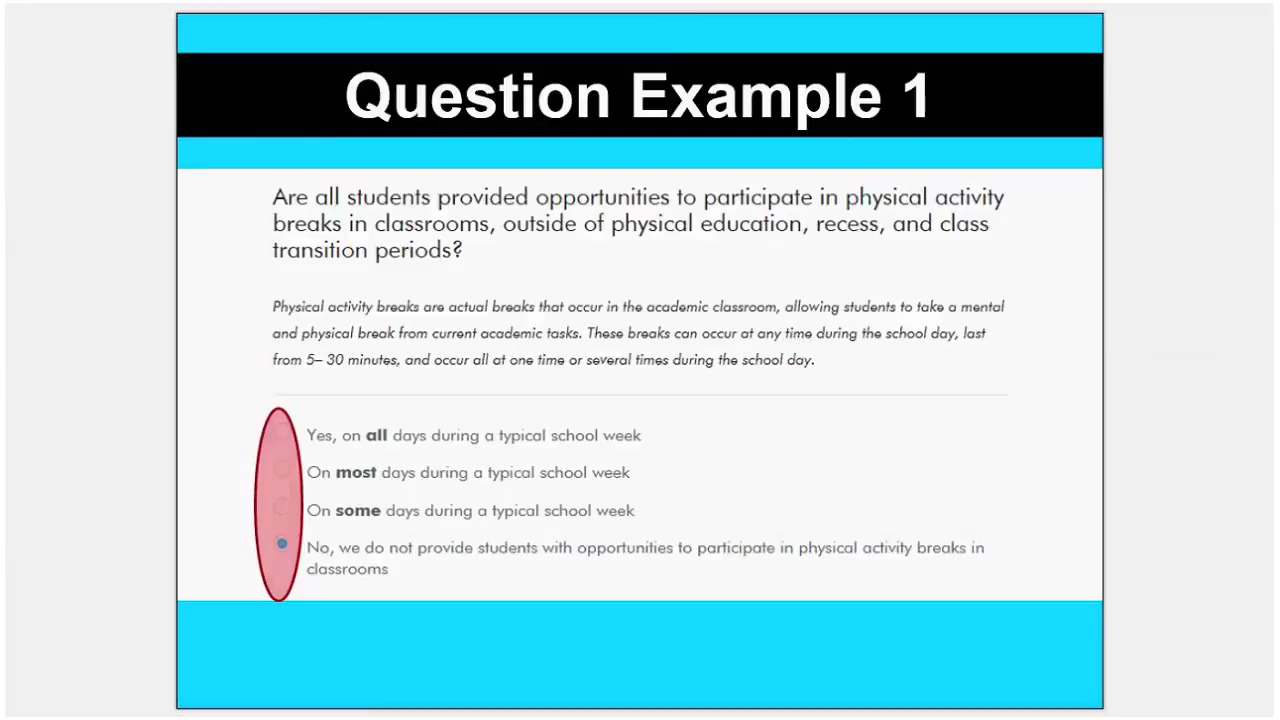 Question Example 1
Are all students provided opportunities to participate in physical activity
breaks in classrooms, outside of physical education, recess, and class
transition periods?
Physical activity breaks are actual breaks that occur in the academic classroom, allowing students to take a mental
and physical break from current academic tasks. These breaks can occur at any time during the school day, last
from 5– 30 minutes, and occur all at one time or several times during the school day.
Yes, on all days during a typical school week
On most days during a typical school week
On some days during a typical school week
No, we do not provide students with opportunities to participate in physical activity breaks in
classrooms